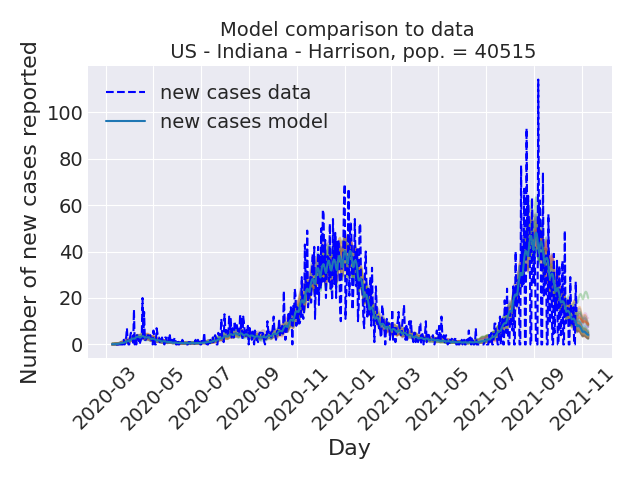 Model comparison to data
US - Indiana - Harrison, pop. = 40515
Number of new cases reported
100
80
60
40
20
0
new cases data
new cases model
2020-03
2020-05
2020-07
2020-09
2020-11
2021-01
2021-03
2021-05
2021-07
2021-09
2021-11
Day